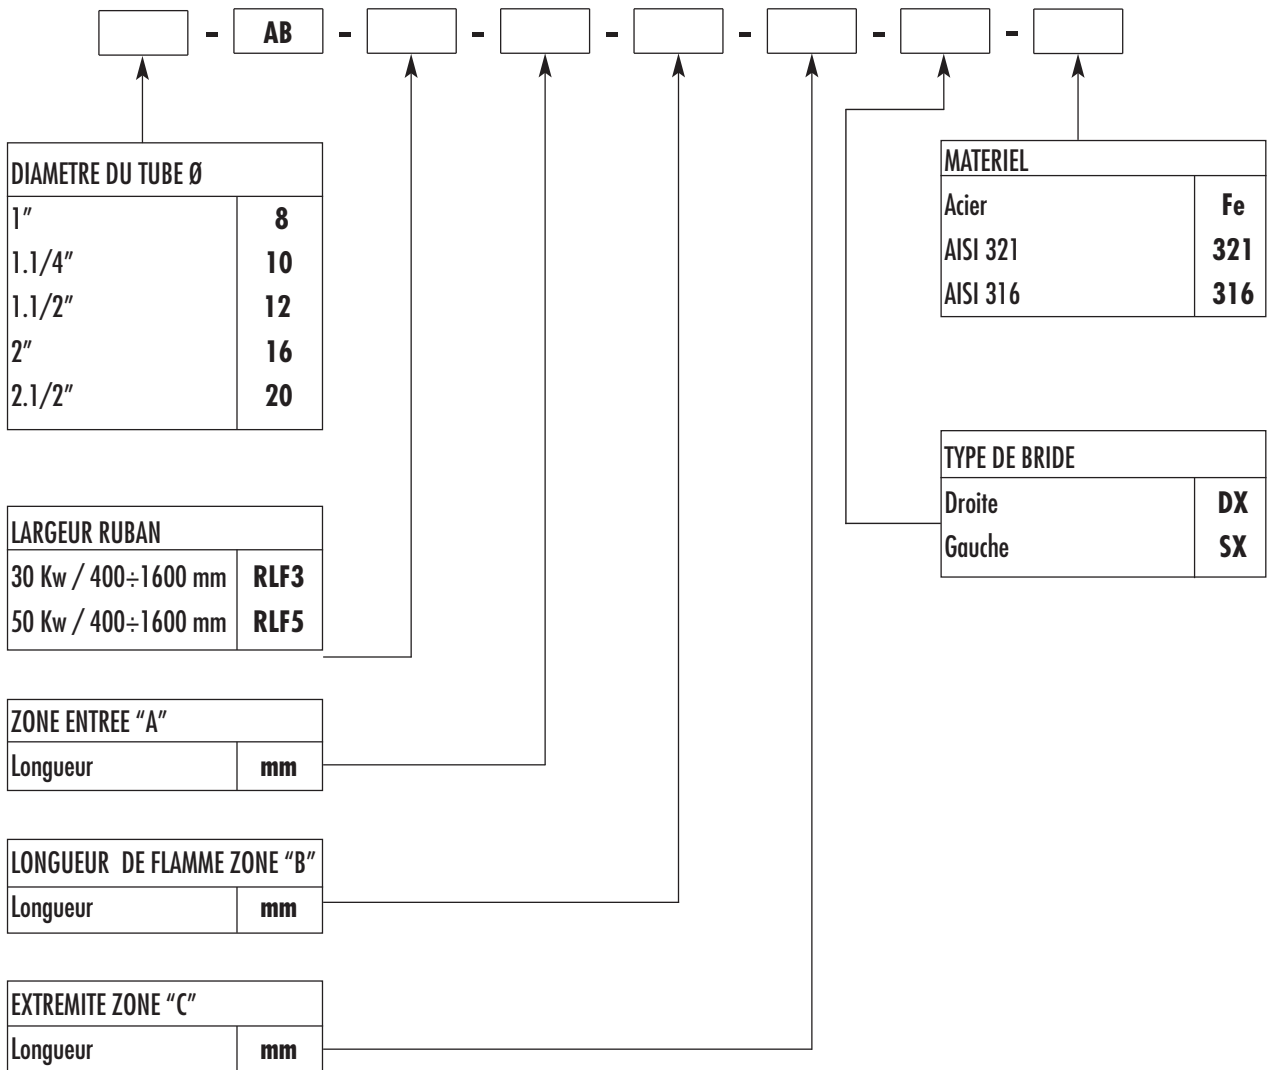 - AB - - - - - -
DIAMETRE DU TUBE Ø
1″ 8
1.1/4″ 10
1.1/2″ 12
2″ 16
2.1/2″ 20
MATERIEL
Acier Fe
AISI 321 321
AISI 316 316
TYPE DE BRIDE
Droite DX
Gauche SX
LARGEUR RUBAN
30 Kw / 400÷1600 mm RLF3
50 Kw / 400÷1600 mm RLF5
ZONE ENTREE “A”
Longueur mm
LONGUEUR DE FLAMME ZONE “B”
Longueur mm
EXTREMITE ZONE “C”
Longueur mm